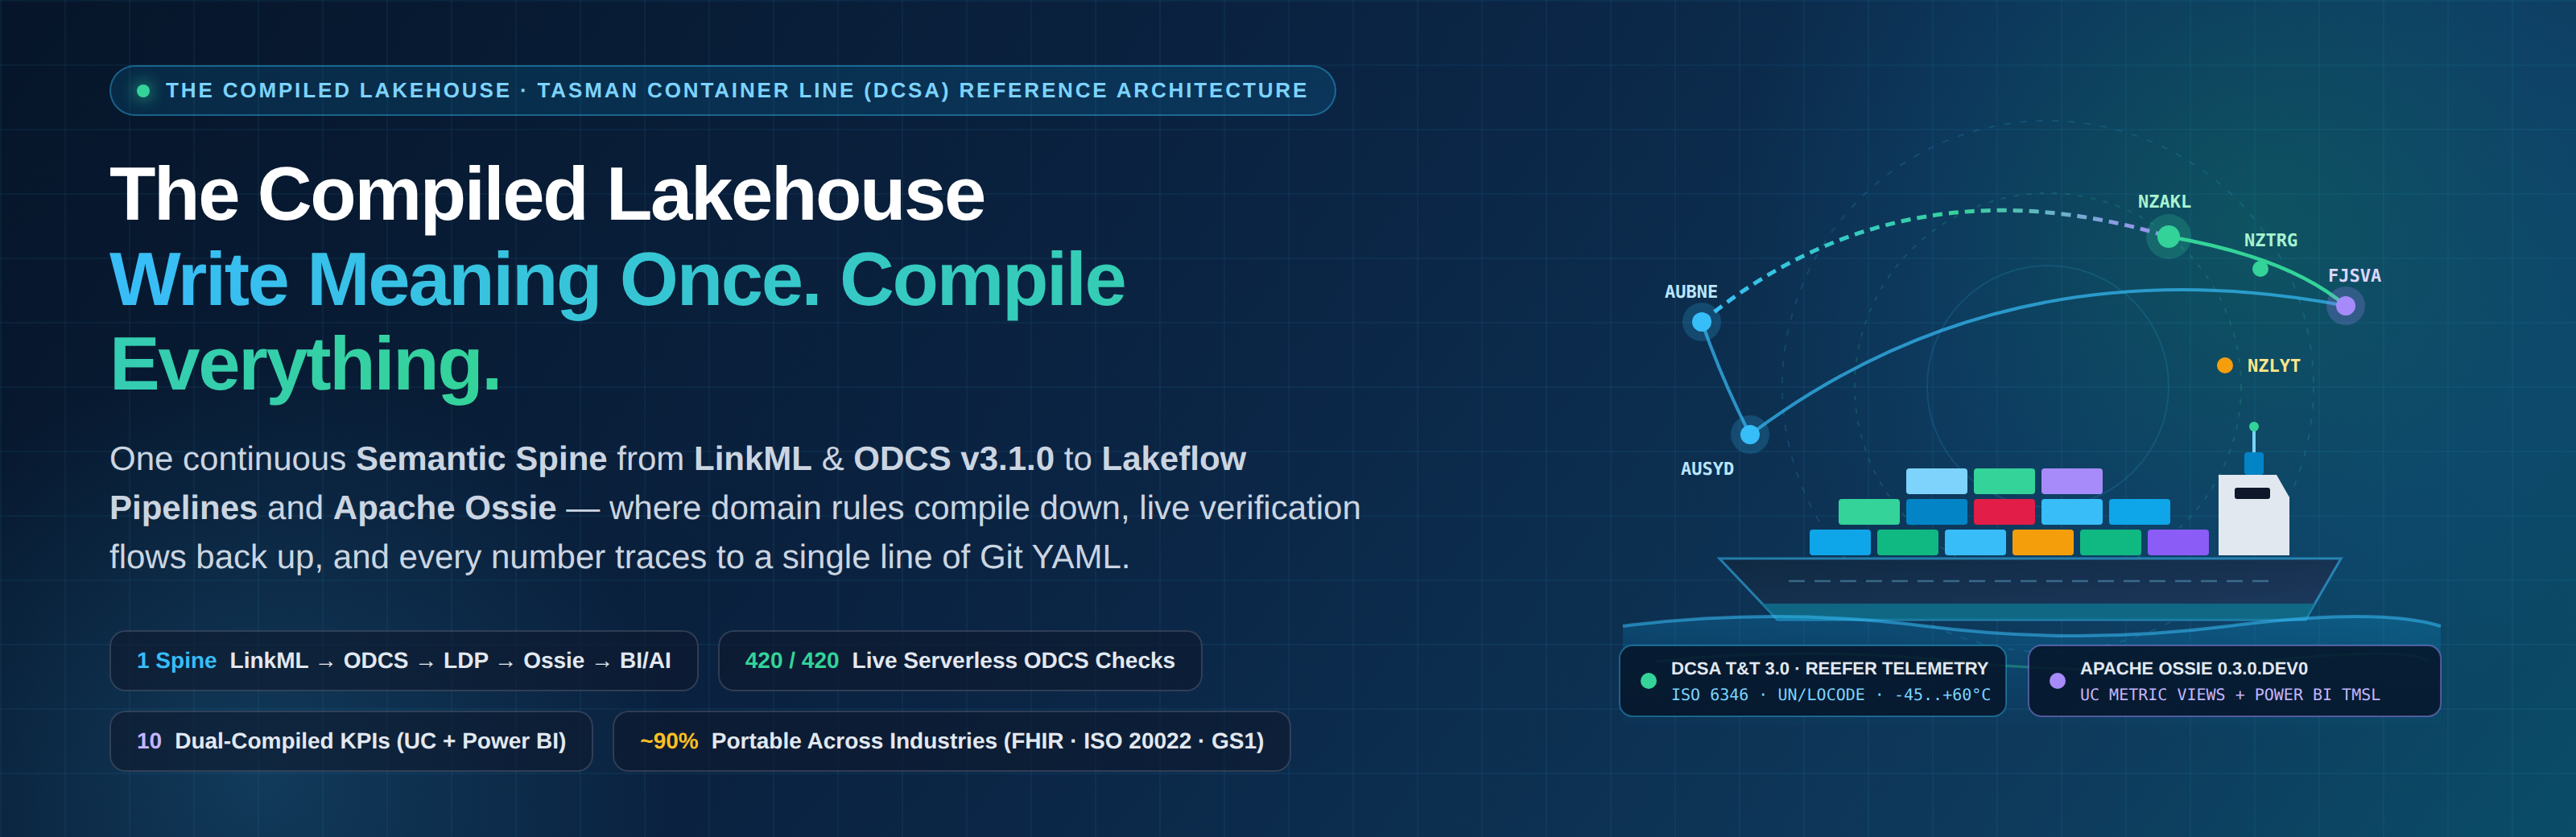 THE COMPILED LAKEHOUSE · TASMAN CONTAINER LINE (DCSA) REFERENCE ARCHITECTURE
The Compiled Lakehouse
Write Meaning Once. Compile
Everything.
One continuous Semantic Spine from LinkML & ODCS v3.1.0 to Lakeflow
Pipelines and Apache Ossie — where domain rules compile down, live verification
flows back up, and every number traces to a single line of Git YAML.
1 Spine LinkML → ODCS → LDP → Ossie → BI/AI
420 / 420 Live Serverless ODCS Checks
10 Dual-Compiled KPIs (UC + Power BI)
~90% Portable Across Industries (FHIR · ISO 20022 · GS1)
NZAKL
NZTRG
FJSVA
AUBNE
NZLYT
AUSYD
DCSA T&T 3.0 · REEFER TELEMETRY
ISO 6346 · UN/LOCODE · -45..+60°C
APACHE OSSIE 0.3.0.DEV0
UC METRIC VIEWS + POWER BI TMSL